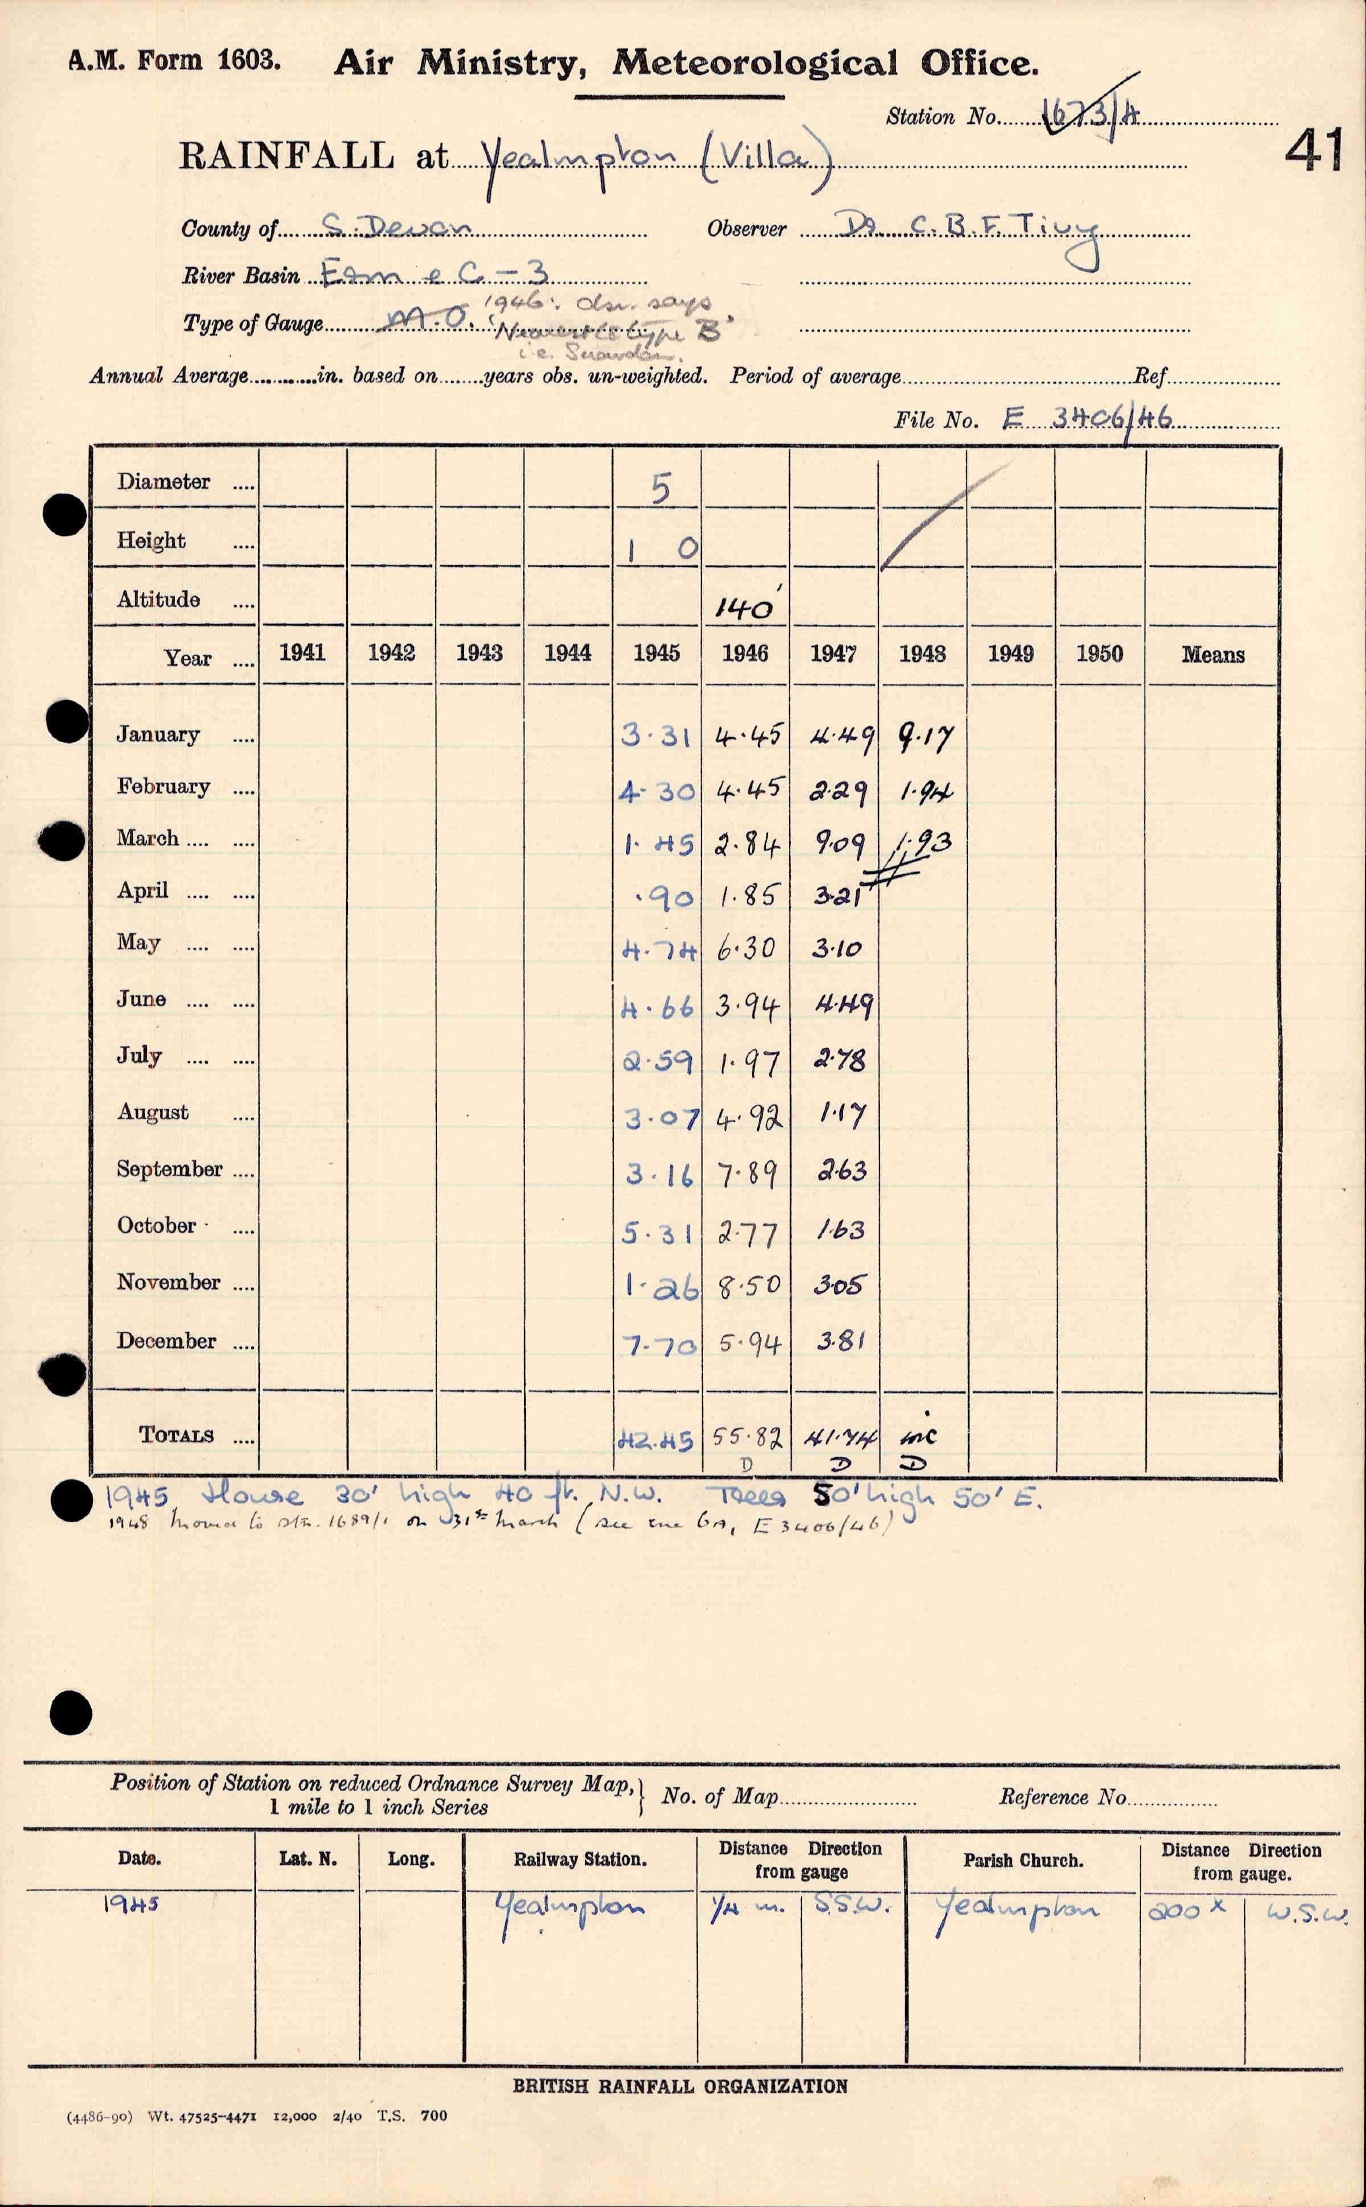 A.M. Form 1603. Air Ministry, Meteorological Office.
Station No. 1673/4
41
RAINFALL at Yealmpton (Villa)
County of S. Devon Observer Dr. C. B. F. Tivy
River Basin Erme C - 3
Type of Gauge M.O. 1946: obsr. says
type B'
i.e. Snowdon.
Annual Average in. based on years obs. un-weighted. Period of average Ref.
File No. E 3406/46
Diameter .... 5
Height .... 1 0
Altitude .... 140'
Year .... 1941 1942 1943 1944 1945 1946 1947 1948 1949 1950 Means
January .... 3.31 4.45 4.49 9.17
February .... 4.30 4.45 2.29 1.94
March .... .... 1.45 2.84 9.09 1.93
April .... .... .90 1.85 3.21
May .... .... 4.74 6.30 3.10
June .... .... 4.66 3.94 4.49
July .... .... 2.59 1.97 2.78
August .... 3.07 4.92 1.17
September .... 3.16 7.89 2.63
October .... 5.31 2.77 1.63
November .... 1.26 8.50 3.05
December .... 7.70 5.94 3.81
TOTALS .... 42.45 55.82 41.74 inc
D D D
1945, House 30' high 40 ft. N.W. Trees 50' high 50' E.
1948 Moved to stn. 1689/1 on 31st March (see E 3406/46)
Position of Station on reduced Ordnance Survey Map,} No. of Map Reference No.
1 mile to 1 inch Series
Date. Lat. N. Long. Railway Station. Distance from gauge Direction Parish Church. Distance from gauge. Direction
1945 Yealmpton 1/4 m. S.S.W. Yealmpton 200 x W.S.W.
BRITISH RAINFALL ORGANIZATION
(4486-90) Wt. 47525-4471 12,000 2/40 T.S. 700